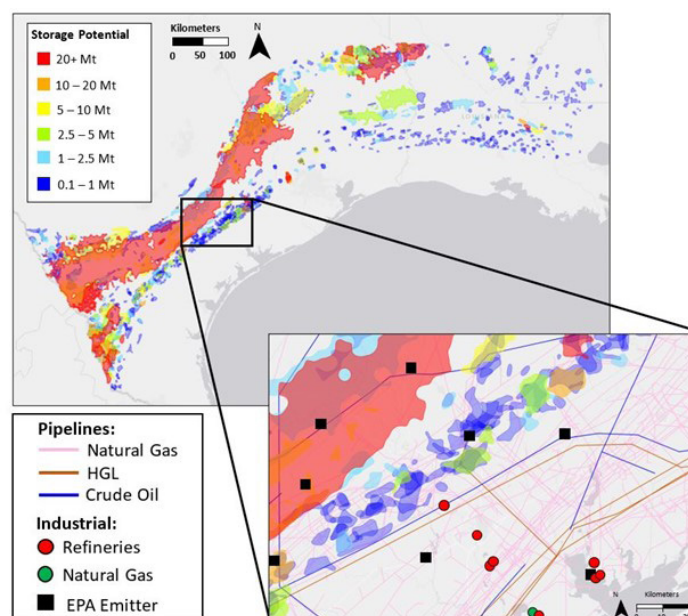 Storage Potential
20+ Mt
10 – 20 Mt
5 – 10 Mt
2.5 – 5 Mt
1 – 2.5 Mt
0.1 – 1 Mt
Kilometers
0 50 100
N
Pipelines:
Natural Gas
HGL
Crude Oil
Industrial:
Refineries
Natural Gas
EPA Emitter
N
Kilometers